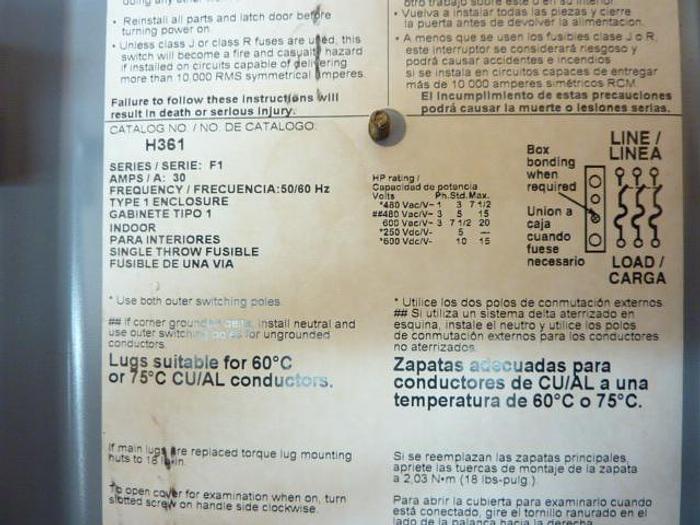 • Reinstall all parts and latch door before
turning power on.
• Unless class J or class R fuses are used, this
switch will become a fire and casualty hazard
if installed on circuits capable of delivering
more than 10,000 RMS symmetrical amperes.
Failure to follow these instructions will
result in death or serious injury.
• Vuelva a instalar todas las piezas y cierre
la puerta antes de devolver la alimentación.
• A menos que se usen los fusibles clase J o R,
este interruptor se considerará riesgoso y
podrá causar accidentes e incendios
si se instala en circuitos capaces de entregar
más de 10 000 amperes simétricos RCM.
El incumplimiento de estas precauciones
podrá causar la muerte o lesiones serias.
CATALOG NO. / NO. DE CATALOGO:
H361
SERIES / SERIE: F1
AMPS / A: 30
FREQUENCY / FRECUENCIA:50/60 Hz
TYPE 1 ENCLOSURE
GABINETE TIPO 1
INDOOR
PARA INTERIORES
SINGLE THROW FUSIBLE
FUSIBLE DE UNA VIA
HP rating /
Capacidad de potencia
Volts Ph. Std. Max.
*480 Vac/V~ 1 3 7 1/2
##480 Vac/V~ 3 5 15
600 Vac/V~ 3 7 1/2 20
*250 Vdc/V⎓ 5 —
*600 Vdc/V⎓ 10 15
Box
bonding
when
required
Union a
caja
cuando
fuese
necesario
LINE /
LINEA
LOAD /
CARGA
* Use both outer switching poles.
## If corner grounded delta, install neutral and
use outer switching poles for ungrounded
conductors.
Lugs suitable for 60°C
or 75°C CU/AL conductors.
If main lugs are replaced torque lug mounting
nuts to 18 lb-in.
To open cover for examination when on, turn
slotted screw on handle side clockwise.
* Utilice los dos polos de conmutación externos
## Si utiliza un sistema delta aterrizado en
esquina, instale el neutro y utilice los polos
de conmutación externos para los conductores
no aterrizados.
Zapatas adecuadas para
conductores de CU/AL a una
temperatura de 60°C o 75°C.
Si se reemplazan las zapatas principales,
apriete las tuercas de montaje de la zapata
a 2,03 N•m (18 lbs-pulg.)
Para abrir la cubierta para examinarlo cuando
está conectado, gire el tornillo ranurado en el
lado de la palanca hacia la derecha